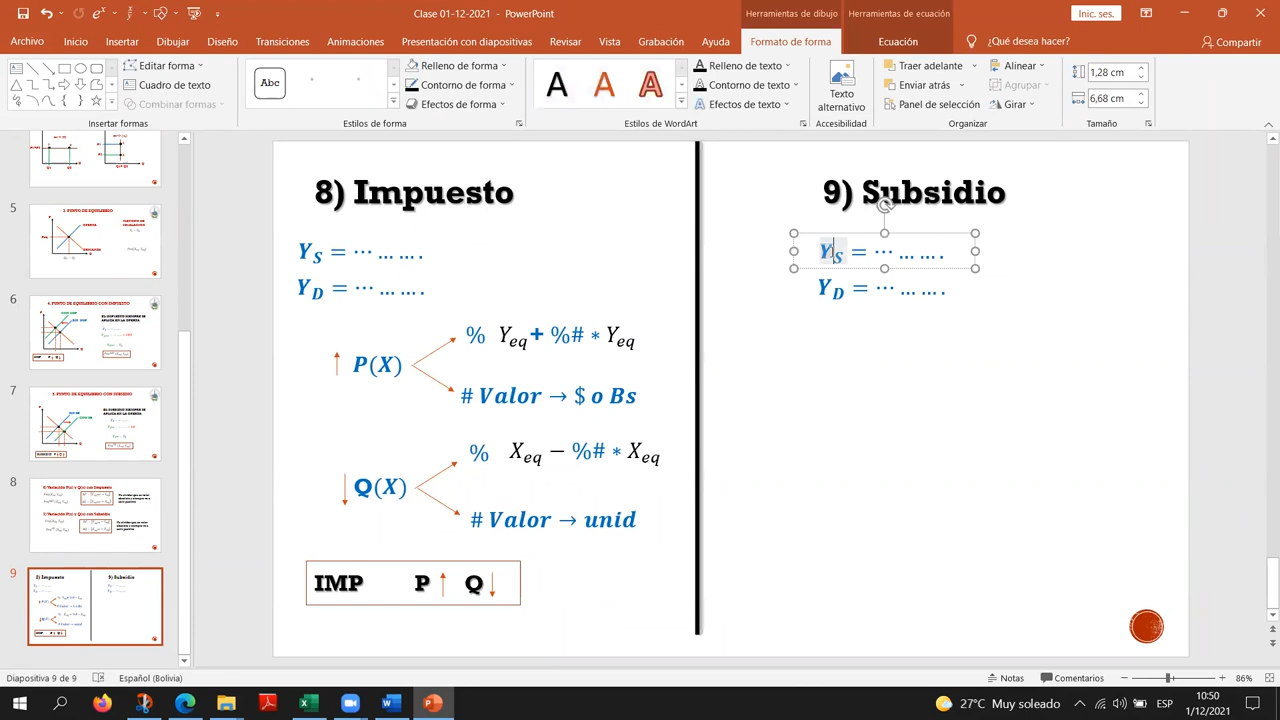 Clase 01-12-2021 - PowerPoint
Herramientas de dibujo
Herramientas de ecuación
Inic. ses.
Archivo
Inicio
Insertar
Dibujar
Diseño
Transiciones
Animaciones
Presentación con diapositivas
Revisar
Vista
Grabación
Ayuda
Formato de forma
Ecuación
¿Qué desea hacer?
Compartir
Editar forma
Cuadro de texto
Combinar formas
Insertar formas
Abc
Relleno de forma
Contorno de forma
Efectos de forma
Estilos de forma
A A A
Relleno de texto
Contorno de texto
Efectos de texto
Estilos de WordArt
Texto
alternativo
Accesibilidad
Traer adelante
Enviar atrás
Panel de selección
Alinear
Agrupar
Girar
Organizar
1,28 cm
6,68 cm
Tamaño
5
6
7
8
9
8) Impuesto
Y_S = ⋯ … … .
Y_D = ⋯ … … .
↑ P(X)
% Y_eq + %# * Y_eq
# Valor → $ o Bs
↓ Q(X)
% X_eq − %# * X_eq
# Valor → unid
IMP P ↑ Q ↓
9) Subsidio
Y_S = ⋯ … … .
Y_D = ⋯ … … .
Diapositiva 9 de 9
Español (Bolivia)
Notas
Comentarios
86%
27°C Muy soleado
ESP
10:50
1/12/2021